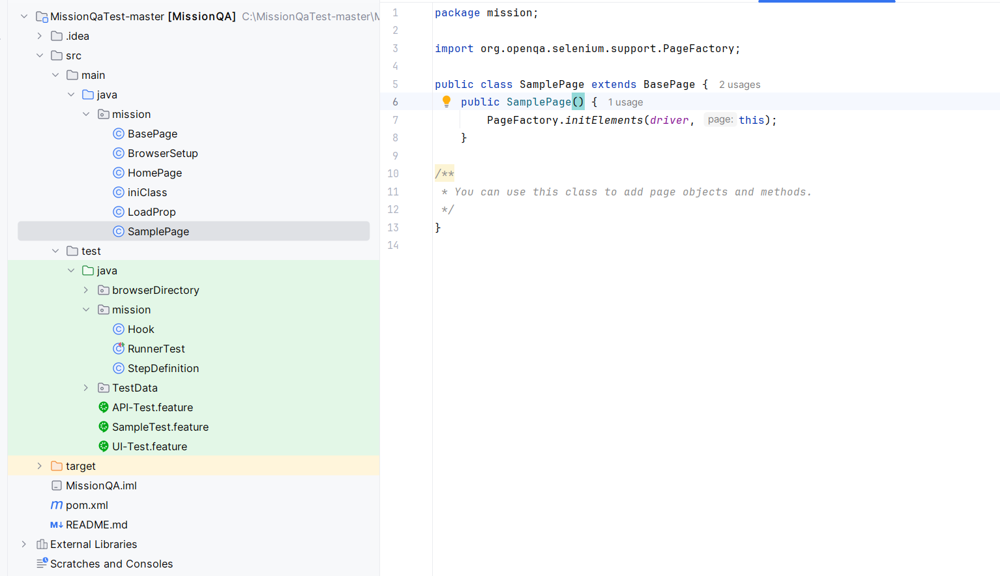 MissionQaTest-master [MissionQA] C:\MissionQaTest-master\M
.idea
src
main
java
mission
BasePage
BrowserSetup
HomePage
iniClass
LoadProp
SamplePage
test
java
browserDirectory
mission
Hook
RunnerTest
StepDefinition
TestData
API-Test.feature
SampleTest.feature
UI-Test.feature
target
MissionQA.iml
m pom.xml
M↓ README.md
External Libraries
Scratches and Consoles
1 package mission;
2
3 import org.openqa.selenium.support.PageFactory;
4
5 public class SamplePage extends BasePage { 2 usages
6 public SamplePage() { 1 usage
7 PageFactory.initElements(driver, page: this);
8 }
9
10 /**
11 * You can use this class to add page objects and methods.
12 */
13 }
14